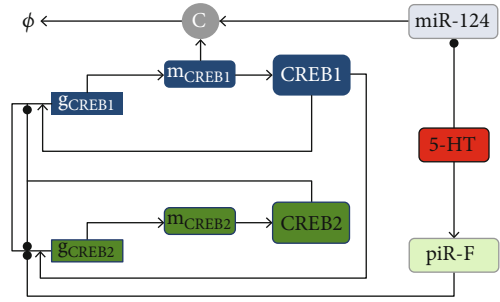 ϕ C miR-124
mCREB1 CREB1
gCREB1
5-HT
mCREB2 CREB2
gCREB2 piR-F